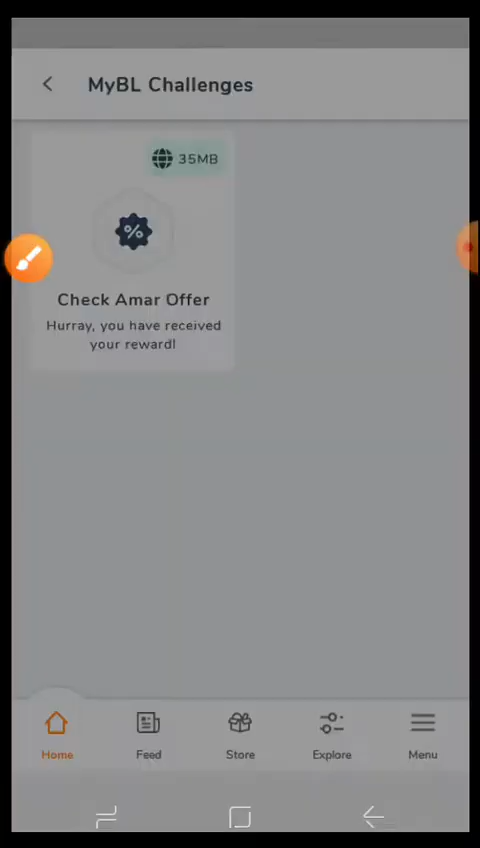 MyBL Challenges
35MB
%
Check Amar Offer
Hurray, you have received
your reward!
Home
Feed
Store
Explore
Menu